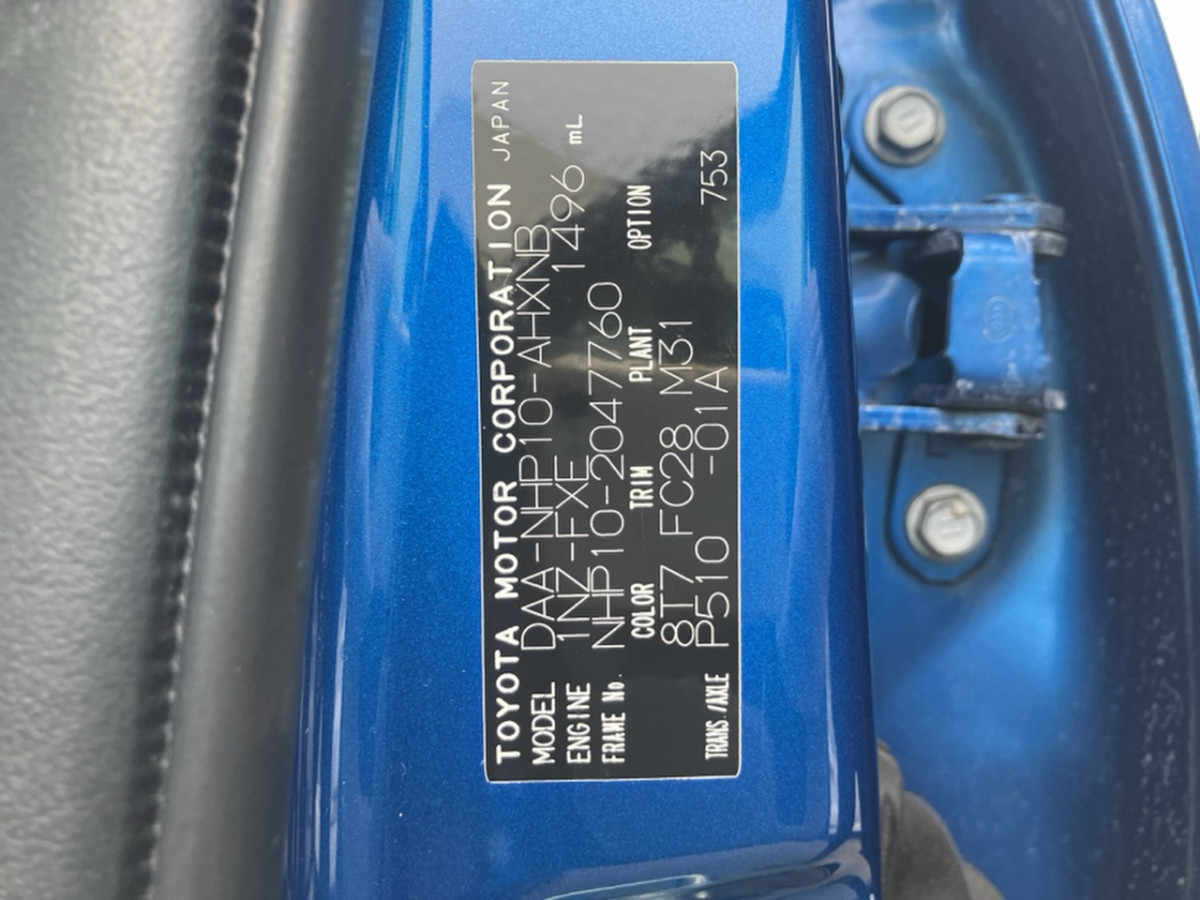 TOYOTA MOTOR CORPORATION JAPAN
MODEL DAA-NHP10-AHXNB
ENGINE 1NZ-FXE 1496 mL
FRAME No. NHP10-2047760
COLOR TRIM PLANT OPTION
8T7 FC28 M31
TRANS./AXLE P510 -01A 753